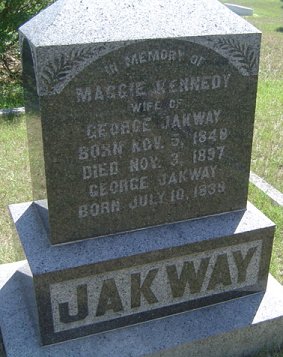 IN MEMORY OF
MAGGIE KENNEDY
WIFE OF
GEORGE JAKWAY
BORN NOV. 5, 1848
DIED NOV. 3, 1897
GEORGE JAKWAY
BORN JULY 10, 1839
JAKWAY